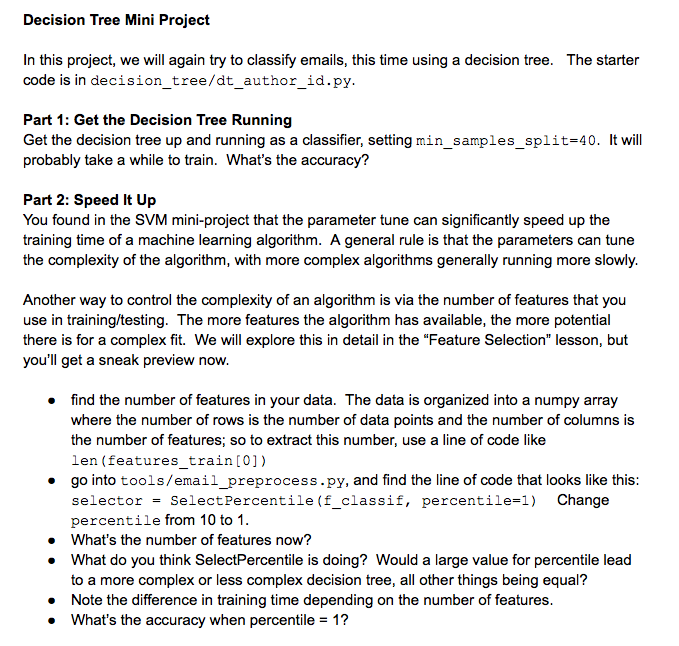 Decision Tree Mini Project
In this project, we will again try to classify emails, this time using a decision tree.   The starter
code is in decision_tree/dt_author_id.py.
Part 1: Get the Decision Tree Running
Get the decision tree up and running as a classifier, setting min_samples_split=40.  It will
probably take a while to train.  What's the accuracy?
Part 2: Speed It Up
You found in the SVM mini-project that the parameter tune can significantly speed up the
training time of a machine learning algorithm.  A general rule is that the parameters can tune
the complexity of the algorithm, with more complex algorithms generally running more slowly.
Another way to control the complexity of an algorithm is via the number of features that you
use in training/testing.  The more features the algorithm has available, the more potential
there is for a complex fit.  We will explore this in detail in the “Feature Selection” lesson, but
you'll get a sneak preview now.
● find the number of features in your data.  The data is organized into a numpy array
where the number of rows is the number of data points and the number of columns is
the number of features; so to extract this number, use a line of code like
len(features_train[0])
● go into tools/email_preprocess.py, and find the line of code that looks like this:
selector = SelectPercentile(f_classif, percentile=1)   Change
percentile from 10 to 1.
● What's the number of features now?
● What do you think SelectPercentile is doing?  Would a large value for percentile lead
to a more complex or less complex decision tree, all other things being equal?
● Note the difference in training time depending on the number of features.
● What's the accuracy when percentile = 1?